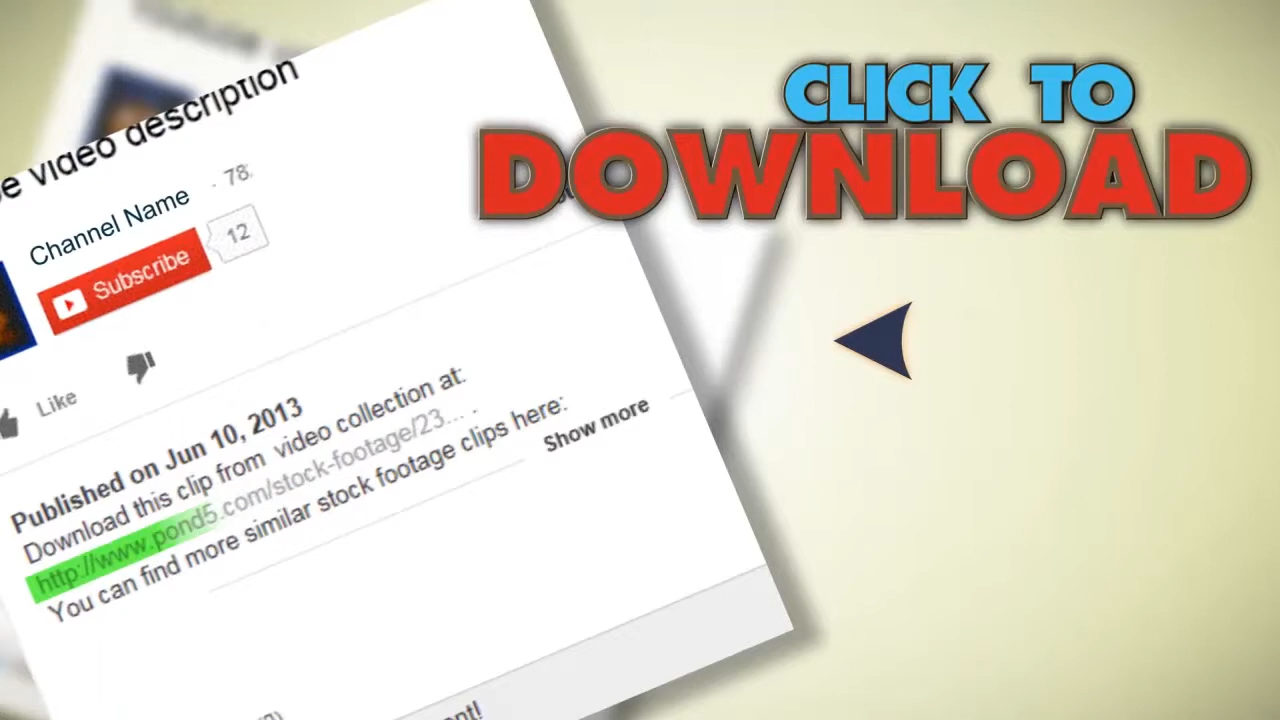 CLICK TO
DOWNLOAD
video description
Channel Name
78
Subscribe
12
Like
Published on Jun 10, 2013
Download this clip from video collection at:
http://www.pond5.com/stock-footage/23... .
You can find more similar stock footage clips here:
Show more